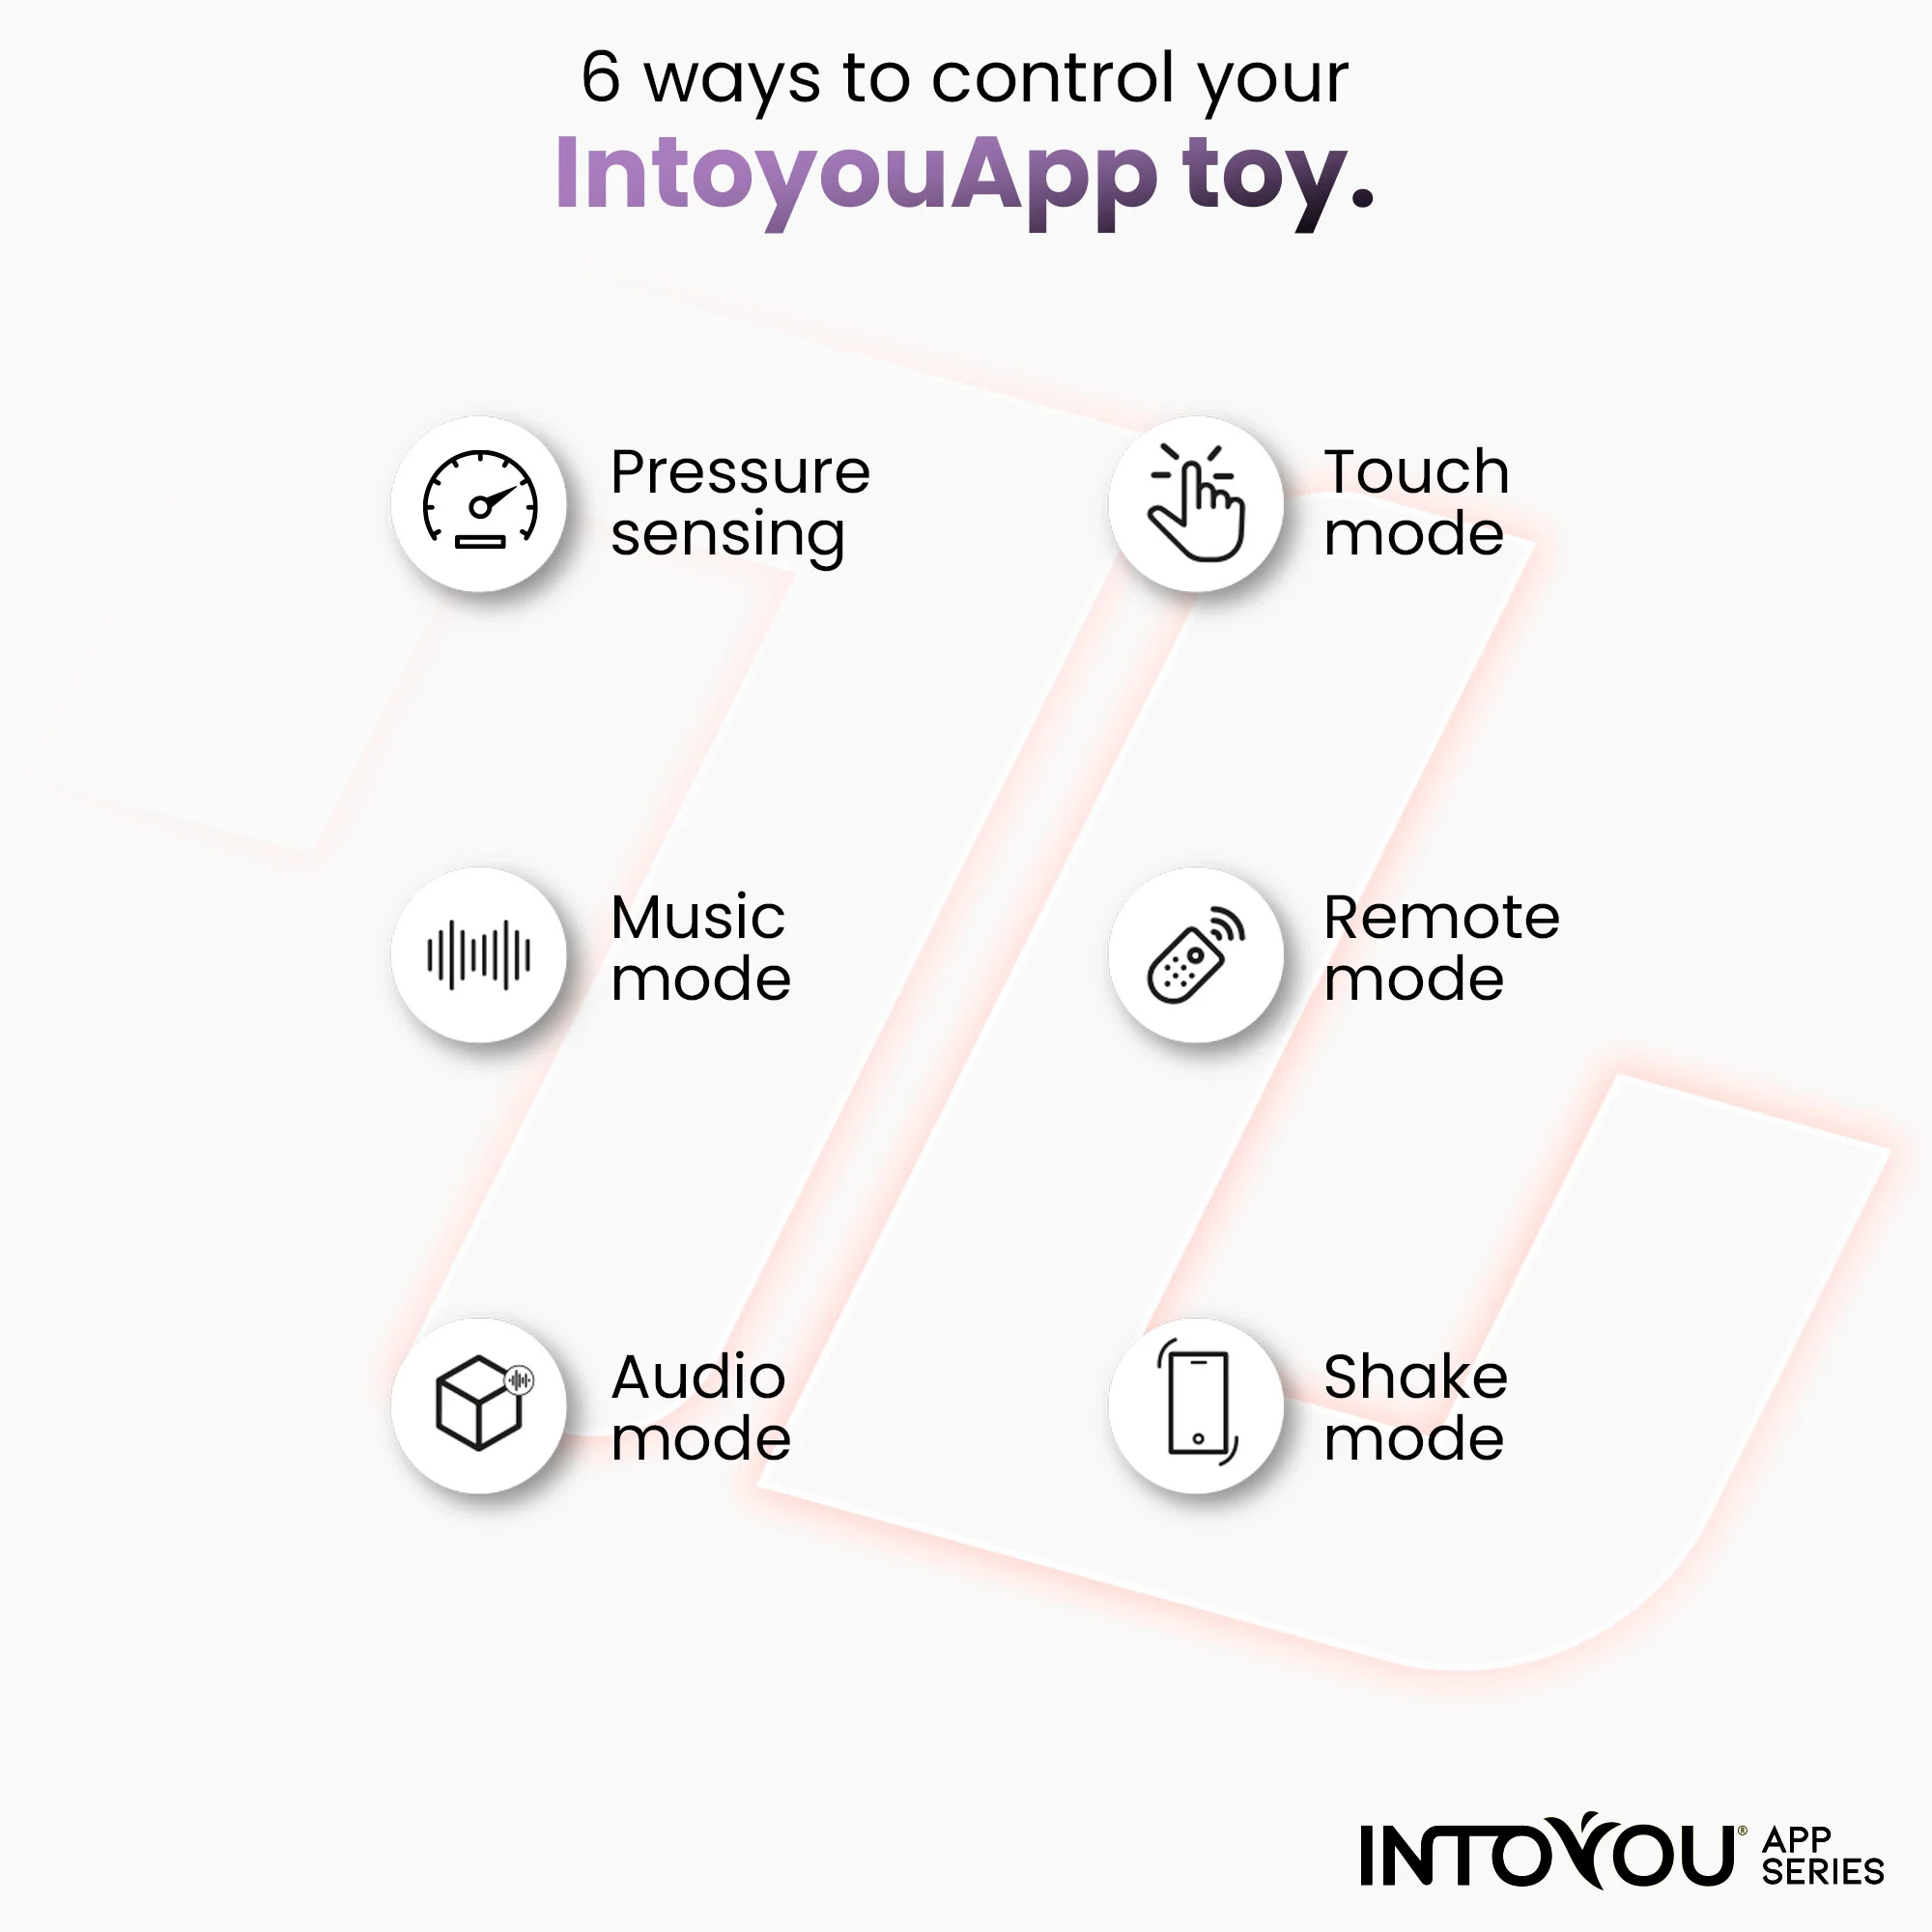 6 ways to control your
IntoyouApp toy.
Pressure
sensing
Touch
mode
Music
mode
Remote
mode
Audio
mode
Shake
mode
INTOYOU® APP
SERIES